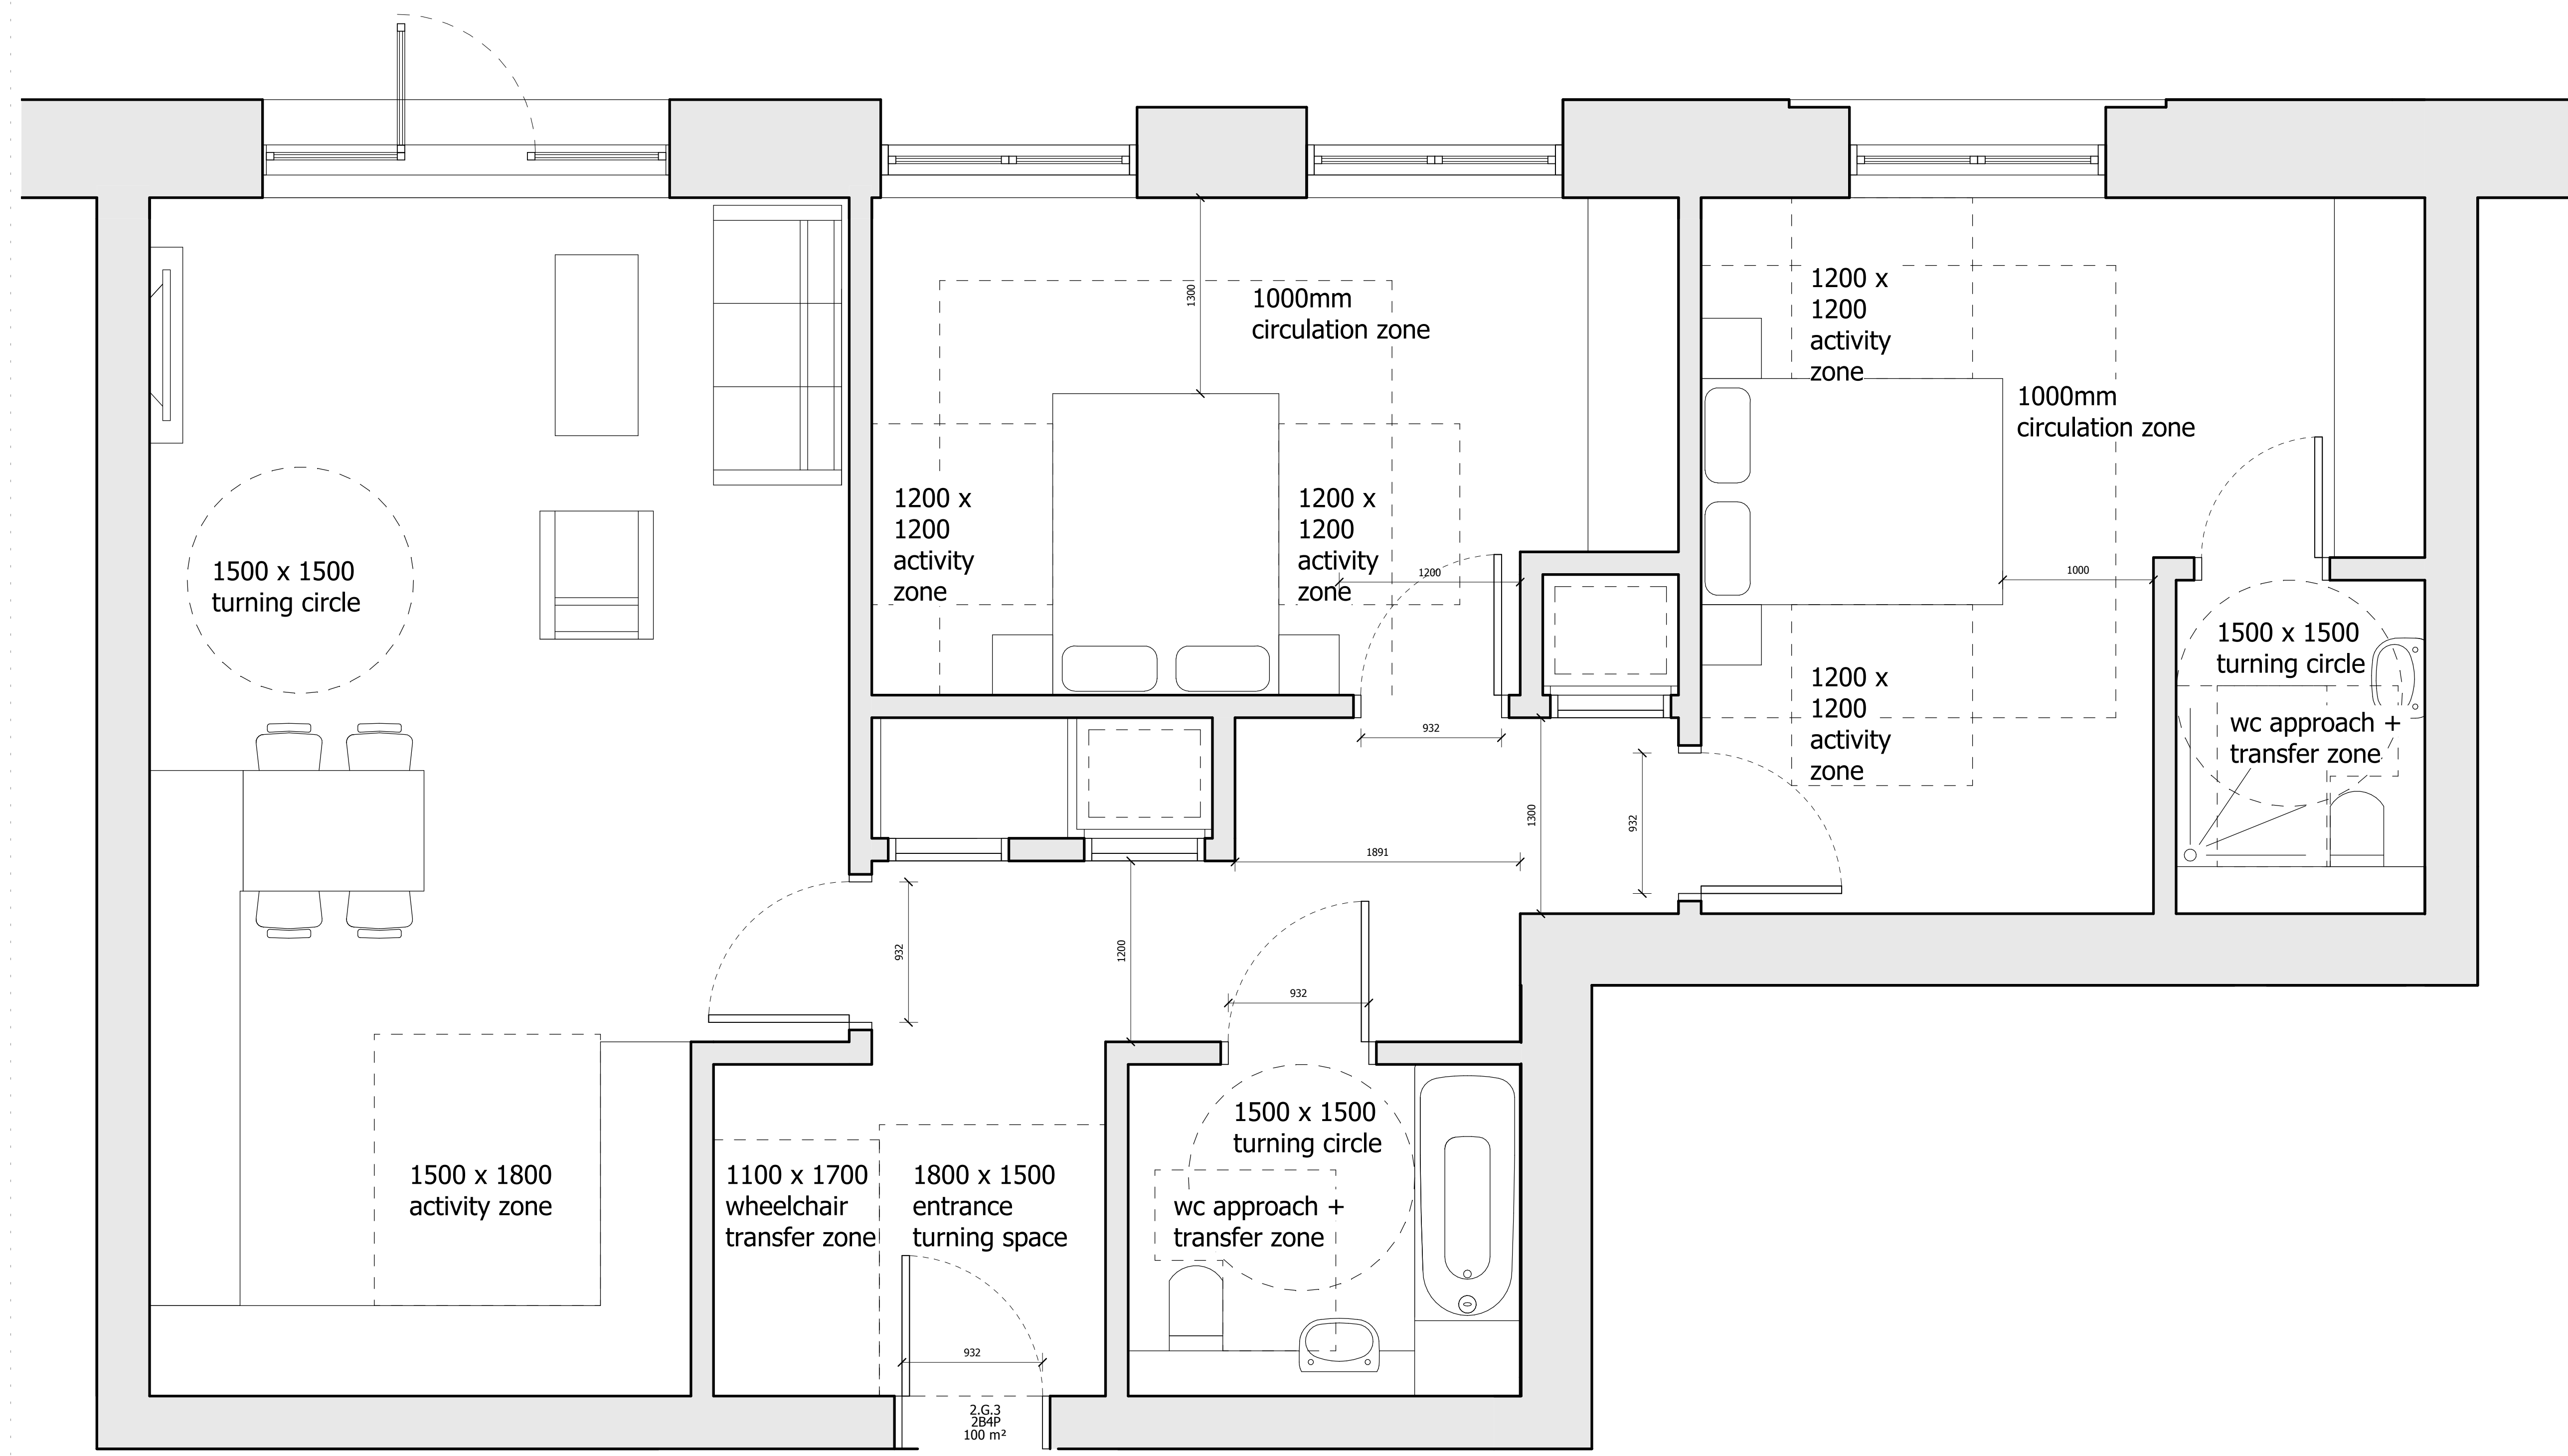 1300
1000mm
circulation zone
1200 x
1200
activity
zone
1000mm
circulation zone
1200 x
1200
activity
zone
1200 x
1200
activity
zone
1200
1000
1500 x 1500
turning circle
1500 x 1500
turning circle
wc approach +
transfer zone
1200 x
1200
activity
zone
932
1300
932
1891
932
1200
932
1500 x 1500
turning circle
wc approach +
transfer zone
1500 x 1800
activity zone
1100 x 1700
wheelchair
transfer zone
1800 x 1500
entrance
turning space
932
2.G.3
2B4P
100 m²